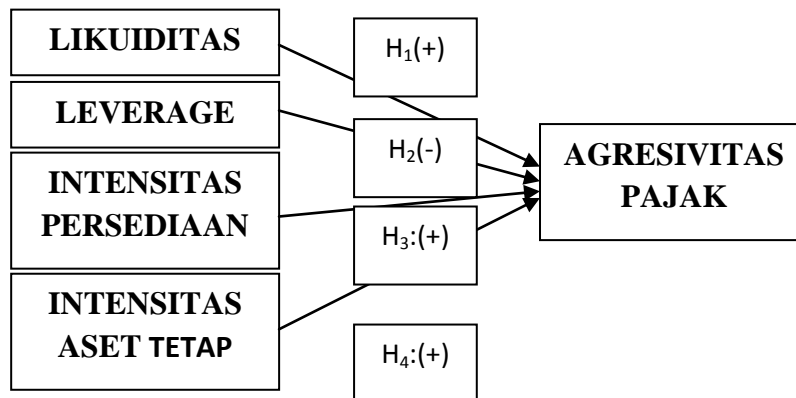 LIKUIDITAS
LEVERAGE
INTENSITAS
PERSEDIAAN
INTENSITAS
ASET TETAP
H₁(+)
H₂(-)
H₃:(+)
H₄:(+)
AGRESIVITAS
PAJAK